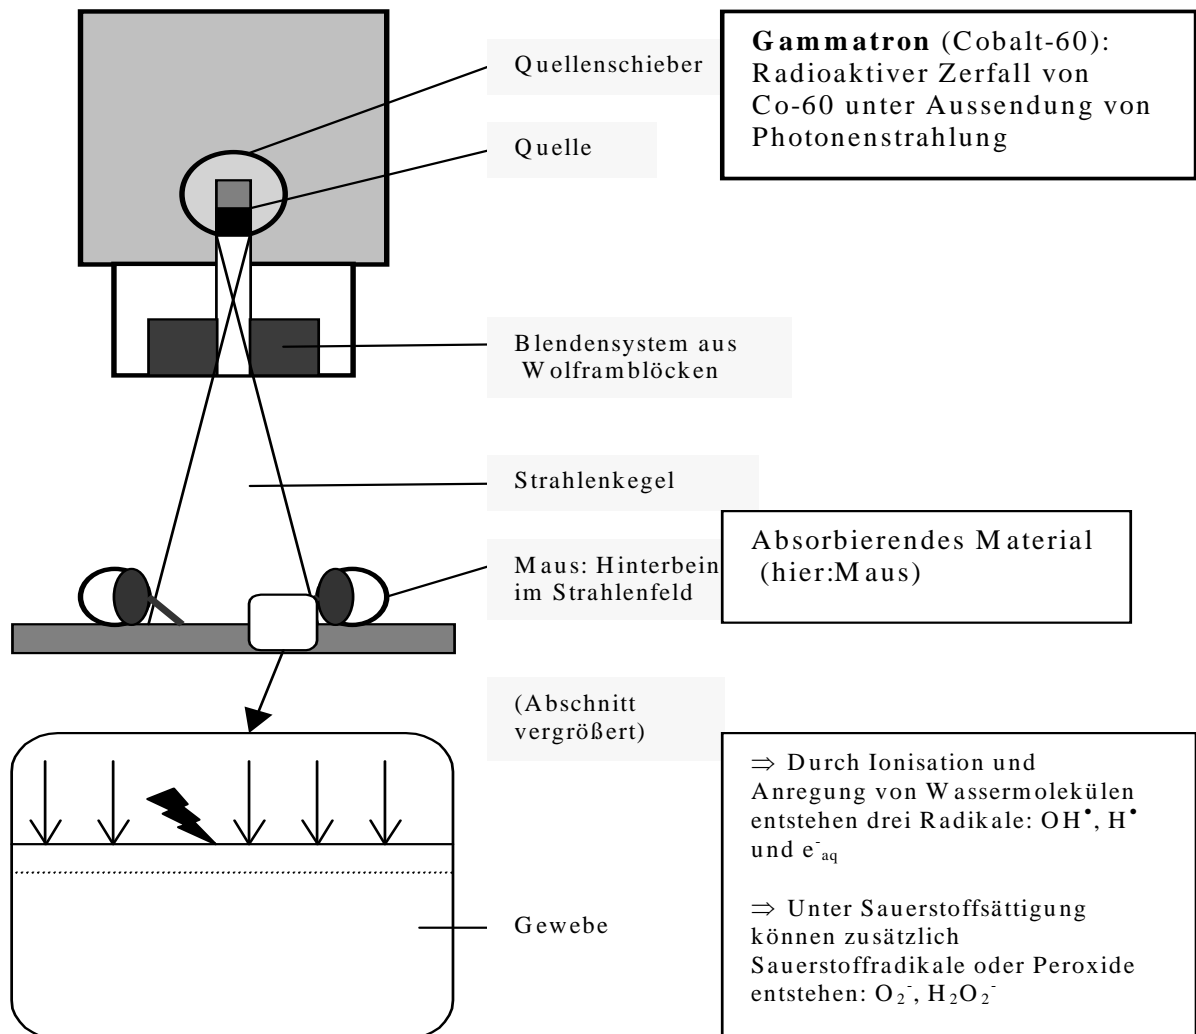 Quellenschieber
Gammatron (Cobalt-60):
Radioaktiver Zerfall von
Co-60 unter Aussendung von
Photonenstrahlung
Quelle
Blendensystem aus
Wolframblöcken
Strahlenkegel
Maus: Hinterbein
im Strahlenfeld
Absorbierendes Material
(hier:Maus)
(Abschnitt
vergrößert)
⇒ Durch Ionisation und
Anregung von Wassermolekülen
entstehen drei Radikale: OH•, H•
und e⁻aq
⇒ Unter Sauerstoffsättigung
können zusätzlich
Sauerstoffradikale oder Peroxide
entstehen: O₂⁻, H₂O₂⁻
Gewebe